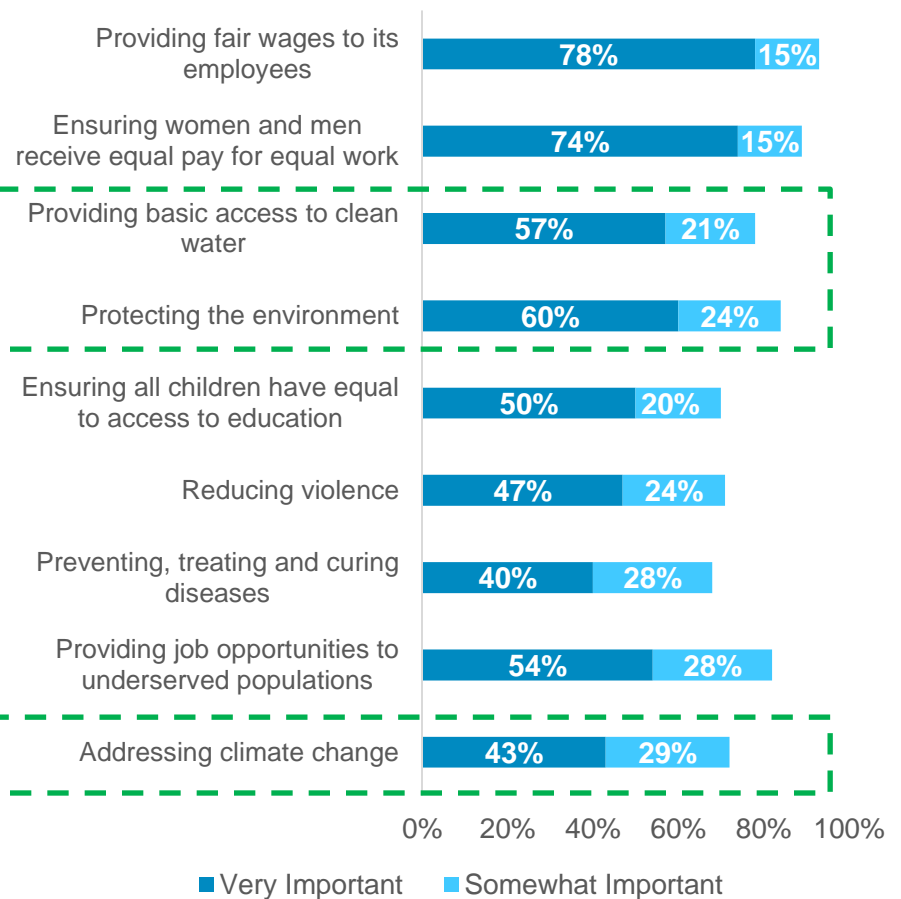 Providing fair wages to its
employees
78% 15%
Ensuring women and men
receive equal pay for equal work
74% 15%
Providing basic access to clean
water
57% 21%
Protecting the environment
60% 24%
Ensuring all children have equal
to access to education
50% 20%
Reducing violence
47% 24%
Preventing, treating and curing
diseases
40% 28%
Providing job opportunities to
underserved populations
54% 28%
Addressing climate change
43% 29%
0% 20% 40% 60% 80% 100%
Very Important Somewhat Important